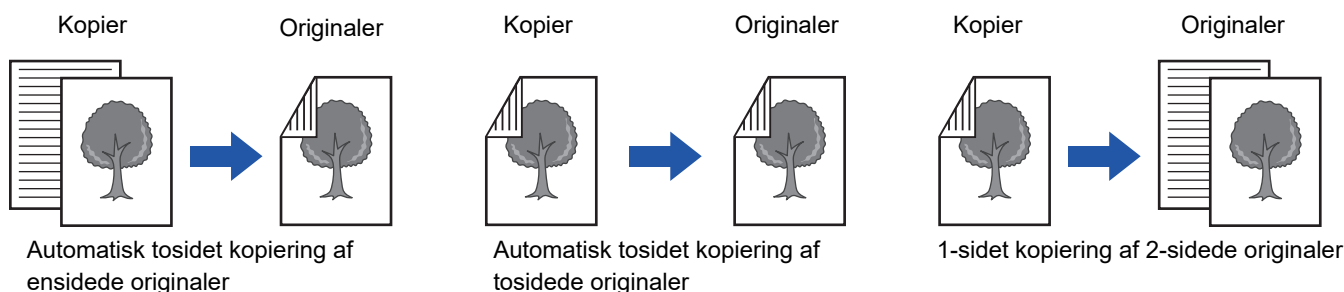 Kopier Originaler Kopier Originaler Kopier Originaler
Automatisk tosidet kopiering af
ensidede originaler
Automatisk tosidet kopiering af
tosidede originaler
1-sidet kopiering af 2-sidede originaler